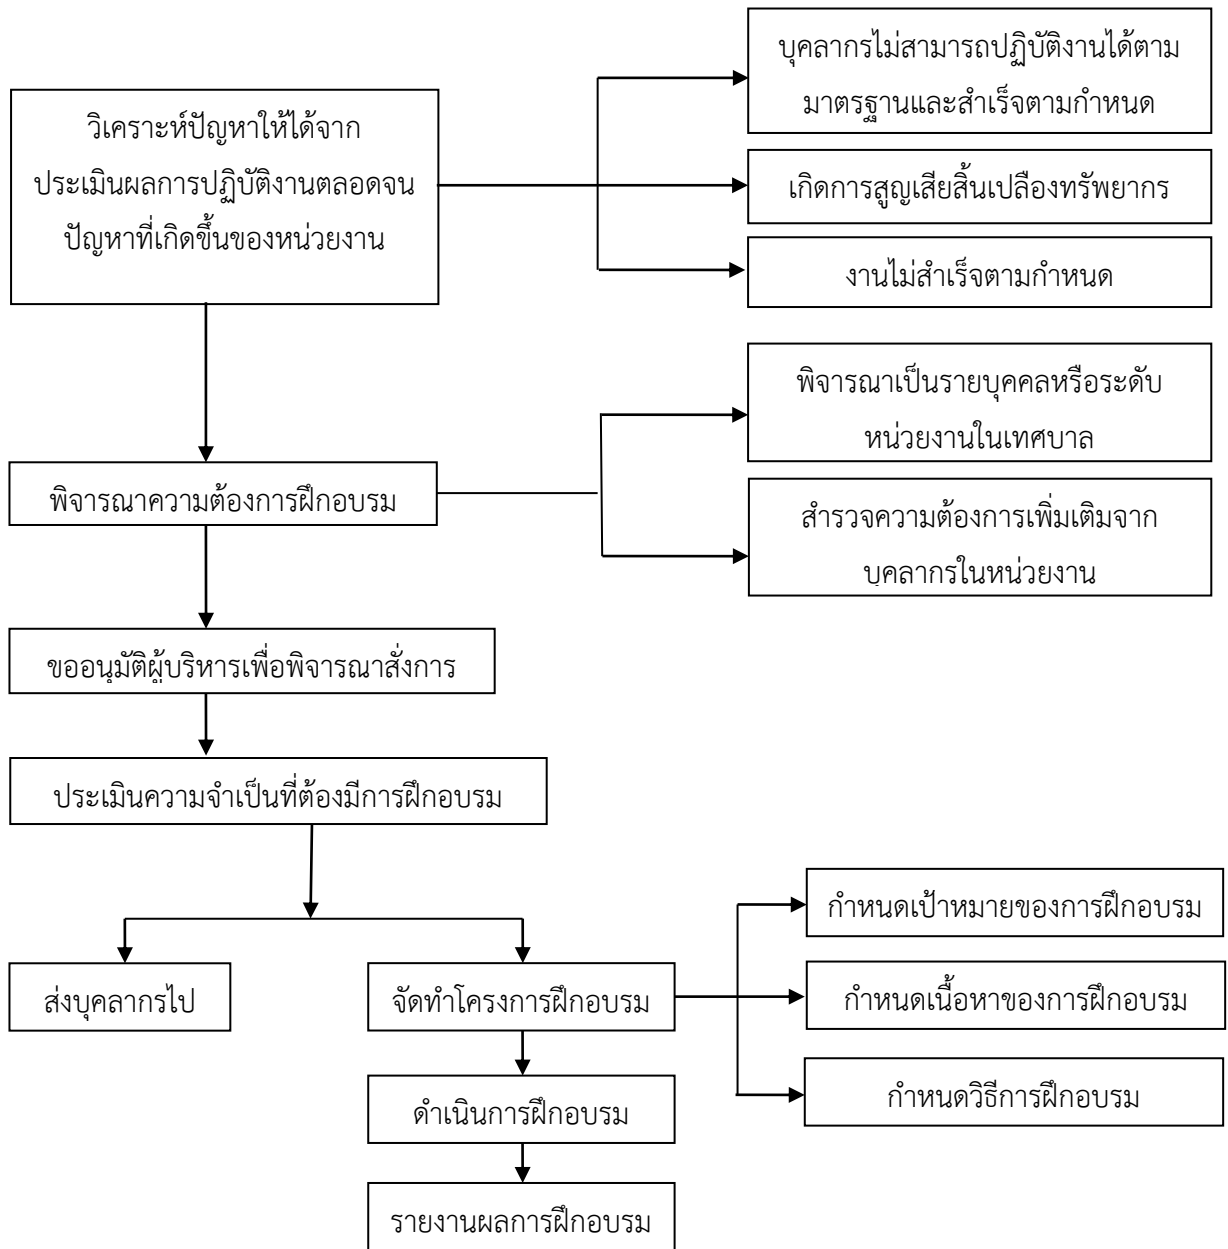 บุคลากรไม่สามารถปฏิบัติงานได้ตาม
มาตรฐานและสำเร็จตามกำหนด
วิเคราะห์ปัญหาให้ได้จาก
ประเมินผลการปฏิบัติงานตลอดจน
ปัญหาที่เกิดขึ้นของหน่วยงาน
เกิดการสูญเสียสิ้นเปลืองทรัพยากร
งานไม่สำเร็จตามกำหนด
พิจารณาเป็นรายบุคคลหรือระดับ
หน่วยงานในเทศบาล
พิจารณาความต้องการฝึกอบรม
สำรวจความต้องการเพิ่มเติมจาก
บุคลากรในหน่วยงาน
ขออนุมัติผู้บริหารเพื่อพิจารณาสั่งการ
ประเมินความจำเป็นที่ต้องมีการฝึกอบรม
ส่งบุคลากรไป
จัดทำโครงการฝึกอบรม
กำหนดเป้าหมายของการฝึกอบรม
กำหนดเนื้อหาของการฝึกอบรม
กำหนดวิธีการฝึกอบรม
ดำเนินการฝึกอบรม
รายงานผลการฝึกอบรม